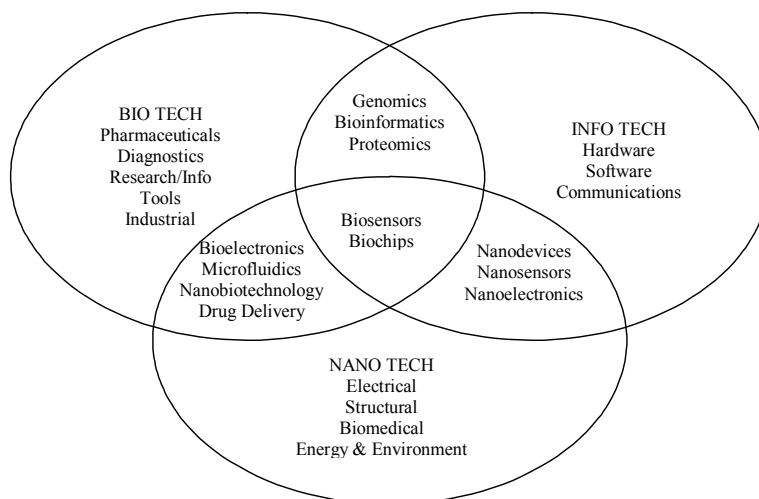 BIO TECH
Pharmaceuticals
Diagnostics
Research/Info
Tools
Industrial
Genomics
Bioinformatics
Proteomics
INFO TECH
Hardware
Software
Communications
Biosensors
Biochips
Bioelectronics
Microfluidics
Nanobiotechnology
Drug Delivery
Nanodevices
Nanosensors
Nanoelectronics
NANO TECH
Electrical
Structural
Biomedical
Energy & Environment